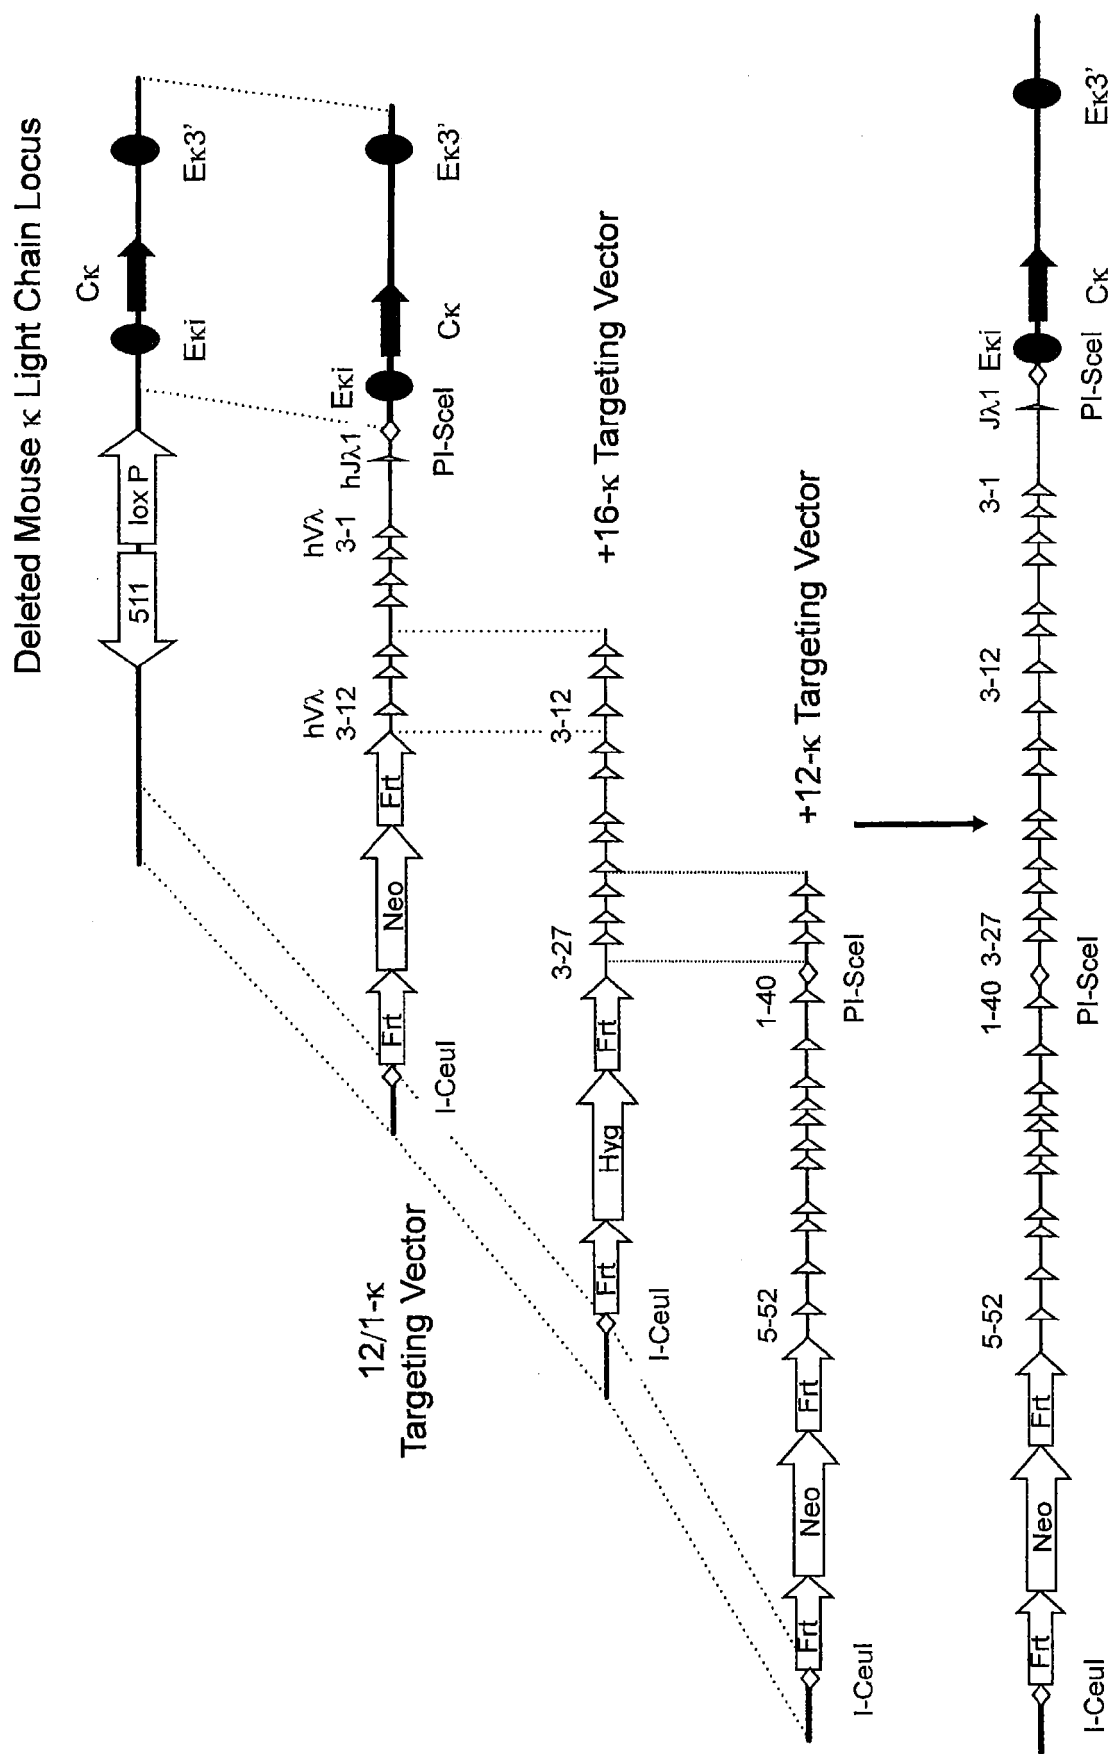 Deleted Mouse κ Light Chain Locus
511
lox P
Cκ
Eκi
Eκ3'
12/1-κ
Targeting Vector
I-CeuI
Frt
Neo
Frt
hVλ
3-12
hVλ
3-1
hJλ1
Eκi
PI-SceI
Cκ
Eκ3'
+16-κ Targeting Vector
I-CeuI
Frt
Hyg
Frt
3-27
3-12
+12-κ Targeting Vector
I-CeuI
Frt
Neo
Frt
5-52
1-40
PI-SceI
I-CeuI
Frt
Neo
Frt
5-52
1-40 3-27
PI-SceI
3-12
3-1
Jλ1 Eκi
PI-SceI
Cκ
Eκ3'